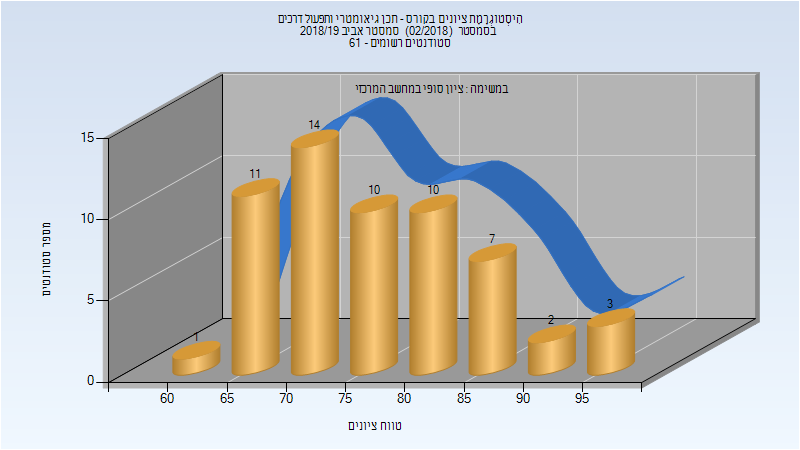 הִיסְטוֹגְרָמַת ציונים בקורס - תכן גיאומטרי ותפעול דרכים
בסמסטר (02/2018) סמסטר אביב 2018/19
סטודנטים רשומים - 61
במשימה : ציון סופי במחשב המרכזי
מספר סטודנטים
15
10
5
0
1
11
14
10
10
7
2
3
60 65 70 75 80 85 90 95
טווח ציונים